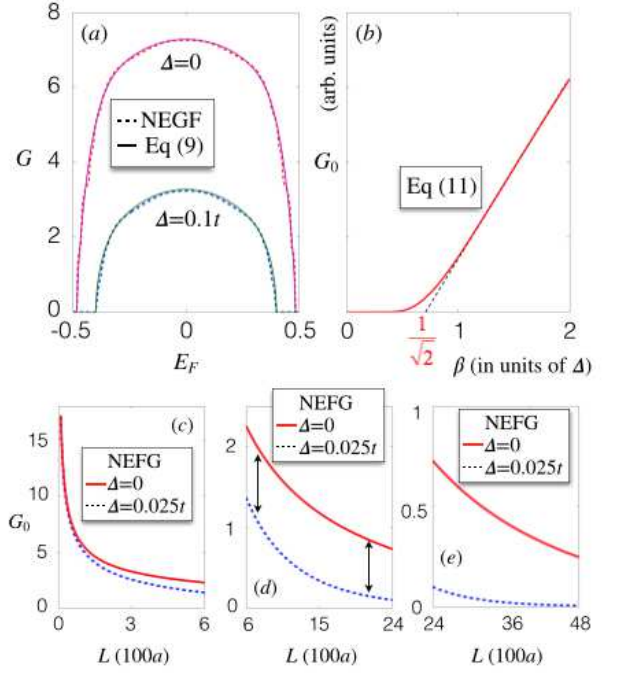 (a)
Δ=0
NEGF
Eq (9)
Δ=0.1t
G
8
6
4
2
0
-0.5
0
0.5
E_F
(b)
(arb. units)
G_0
Eq (11)
0
1
2
1
√2
β (in units of Δ)
(c)
NEFG
Δ=0
Δ=0.025t
G_0
15
10
5
0
0
3
6
L (100a)
NEFG
Δ=0
Δ=0.025t
2
1
0
(d)
6
15
24
L (100a)
NEFG
Δ=0
Δ=0.025t
1
0.5
0
(e)
24
36
48
L (100a)